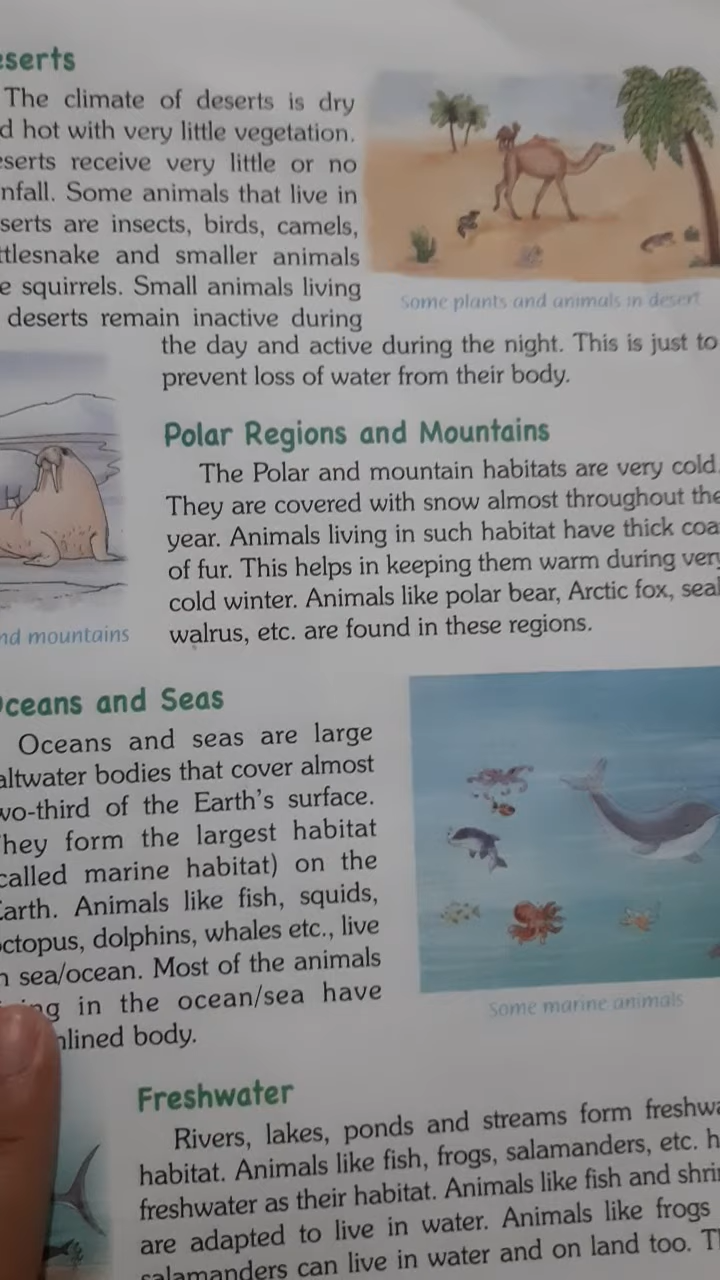 eserts
The climate of deserts is dry
d hot with very little vegetation.
eserts receive very little or no
nfall. Some animals that live in
serts are insects, birds, camels,
ttlesnake and smaller animals
e squirrels. Small animals living
deserts remain inactive during
Some plants and animals in desert
the day and active during the night. This is just to
prevent loss of water from their body.
Polar Regions and Mountains
The Polar and mountain habitats are very cold.
They are covered with snow almost throughout the
year. Animals living in such habitat have thick coa
of fur. This helps in keeping them warm during very
cold winter. Animals like polar bear, Arctic fox, seal
walrus, etc. are found in these regions.
nd mountains
Oceans and Seas
Oceans and seas are large
altwater bodies that cover almost
wo-third of the Earth's surface.
They form the largest habitat
called marine habitat) on the
Earth. Animals like fish, squids,
octopus, dolphins, whales etc., live
n sea/ocean. Most of the animals
ng in the ocean/sea have
nlined body.
Some marine animals
Freshwater
Rivers, lakes, ponds and streams form freshwa
habitat. Animals like fish, frogs, salamanders, etc. h
freshwater as their habitat. Animals like fish and shri
are adapted to live in water. Animals like frogs
salamanders can live in water and on land too. T